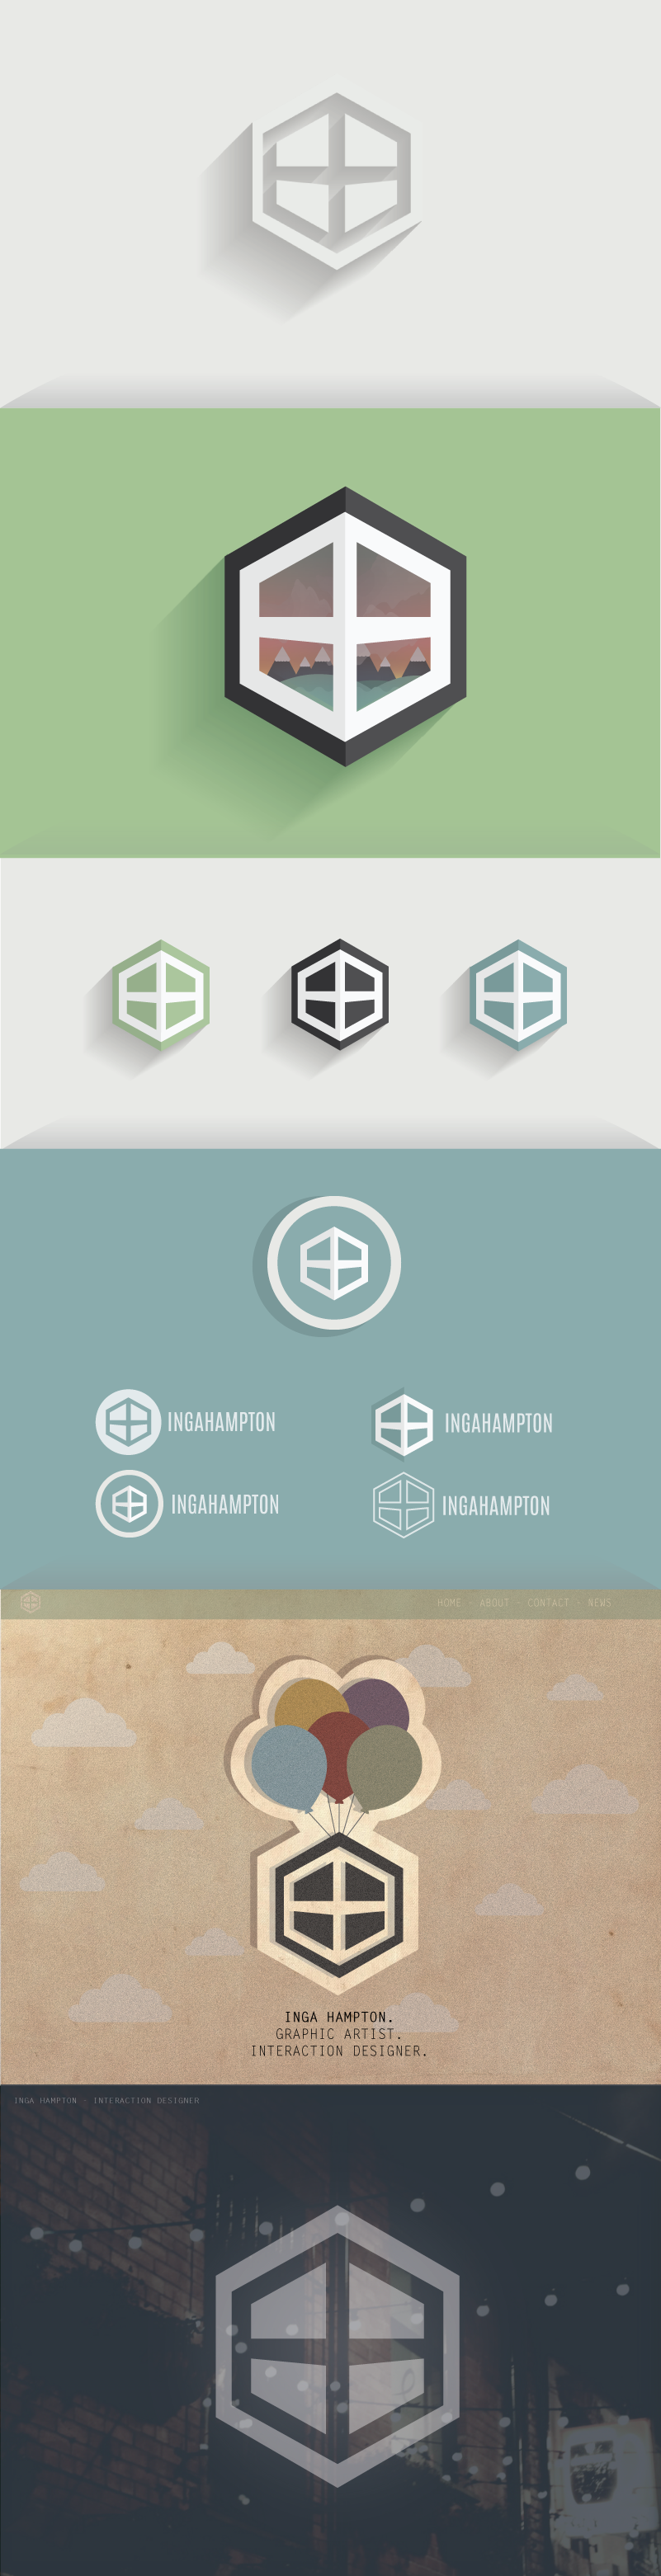 INGAHAMPTON
INGAHAMPTON
INGAHAMPTON
INGAHAMPTON
HOME - ABOUT - CONTACT - NEWS
INGA HAMPTON.
GRAPHIC ARTIST.
INTERACTION DESIGNER.
INGA HAMPTON - INTERACTION DESIGNER